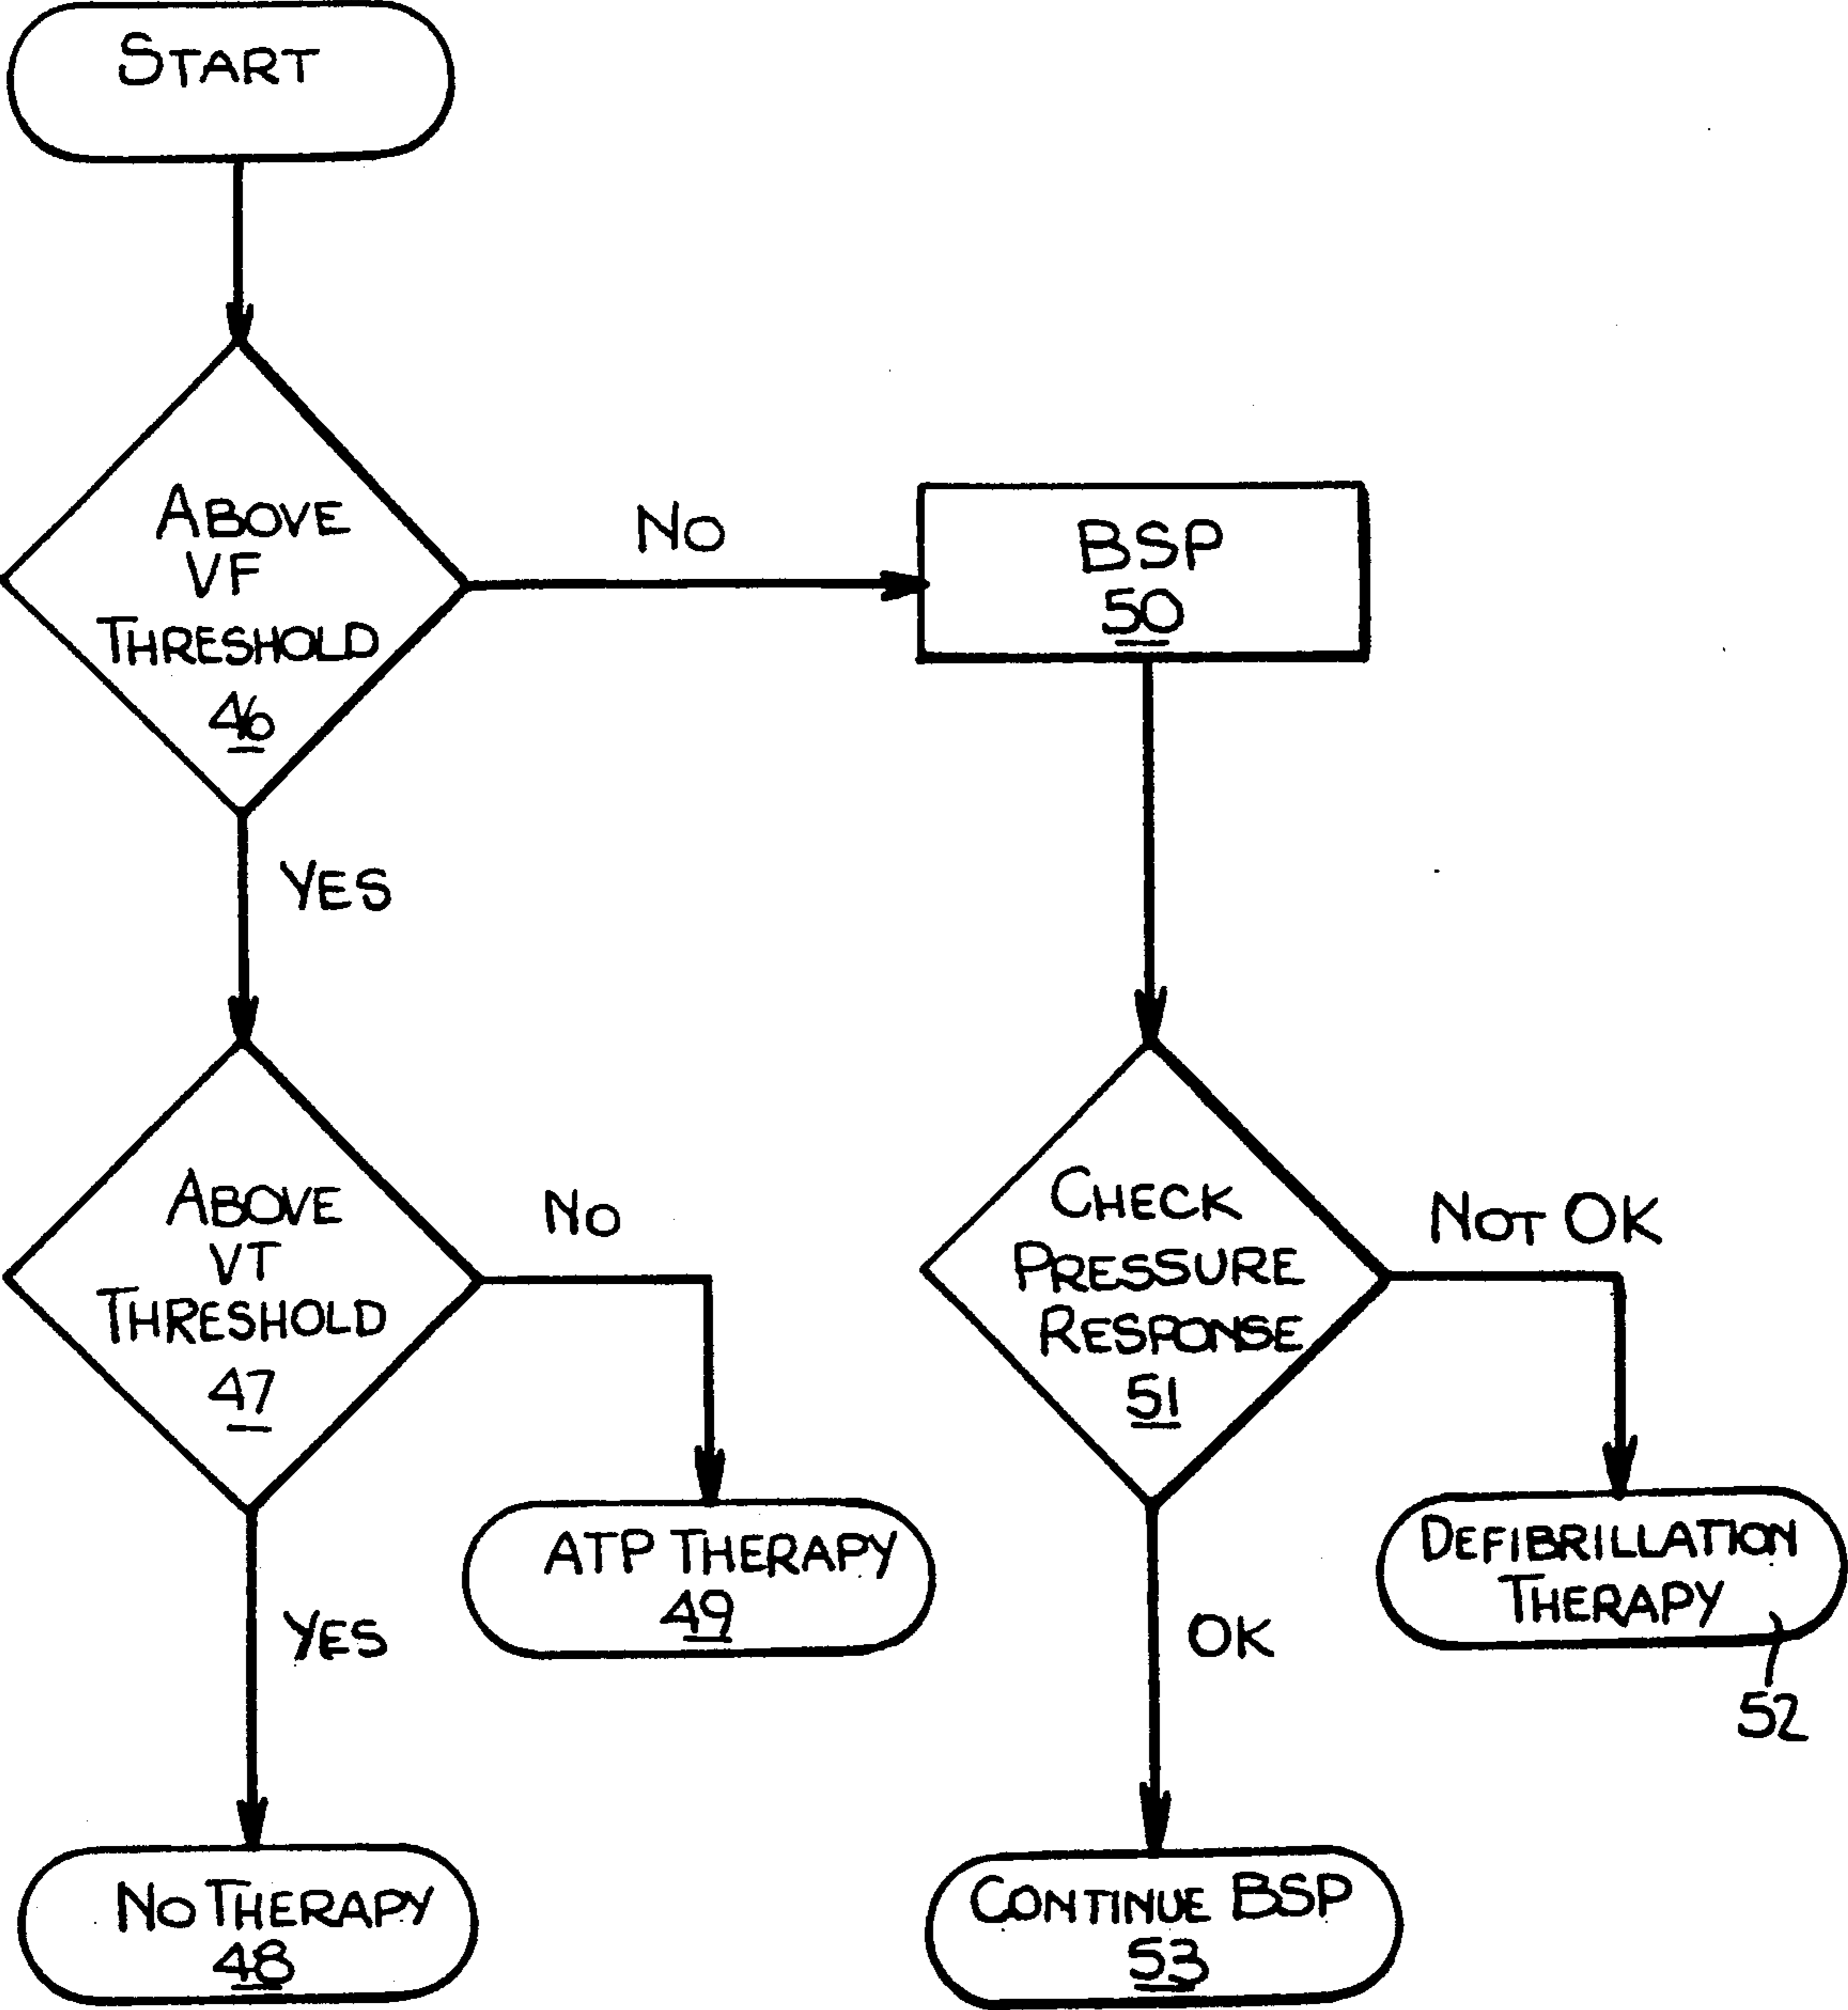 START
ABOVE
VF
THRESHOLD
46
NO
BSP
50
YES
ABOVE
VT
THRESHOLD
47
NO
CHECK
PRESSURE
RESPONSE
51
NOT OK
ATP THERAPY
49
DEFIBRILLATION
THERAPY
52
YES
OK
NO THERAPY
48
CONTINUE BSP
53